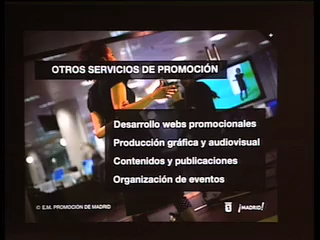 OTROS SERVICIOS DE PROMOCIÓN
Desarrollo webs promocionales
Producción gráfica y audiovisual
Contenidos y publicaciones
Organización de eventos
© E.M. PROMOCIÓN DE MADRID
¡MADRID!